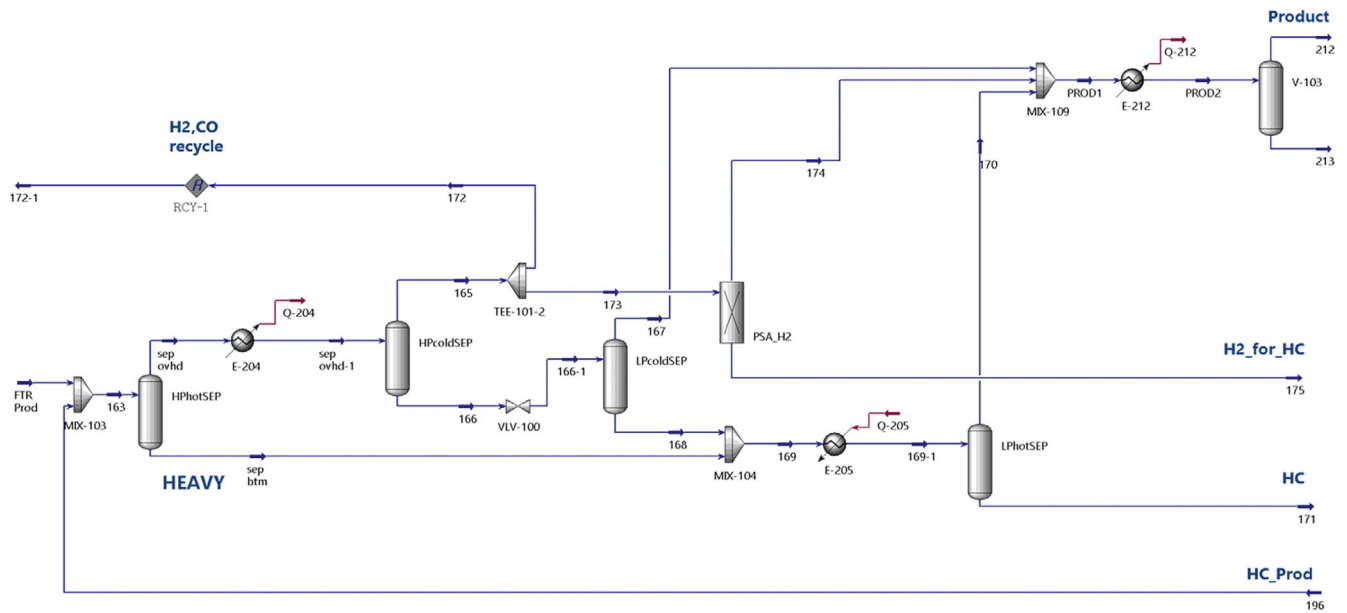 Product
212
Q-212
V-103
PROD1
E-212
PROD2
MIX-109
213
H2,CO
recycle
170
174
172-1
RCY-1
172
165
TEE-101-2
173
167
Q-204
sep
ovhd
E-204
sep
ovhd-1
HPcoldSEP
166-1
LPcoldSEP
PSA_H2
H2_for_HC
175
FTR
Prod
163
HPhotSEP
MIX-103
166
VLV-100
168
Q-205
169
E-205
169-1
LPhotSEP
MIX-104
HEAVY
sep
btm
HC
171
HC_Prod
196